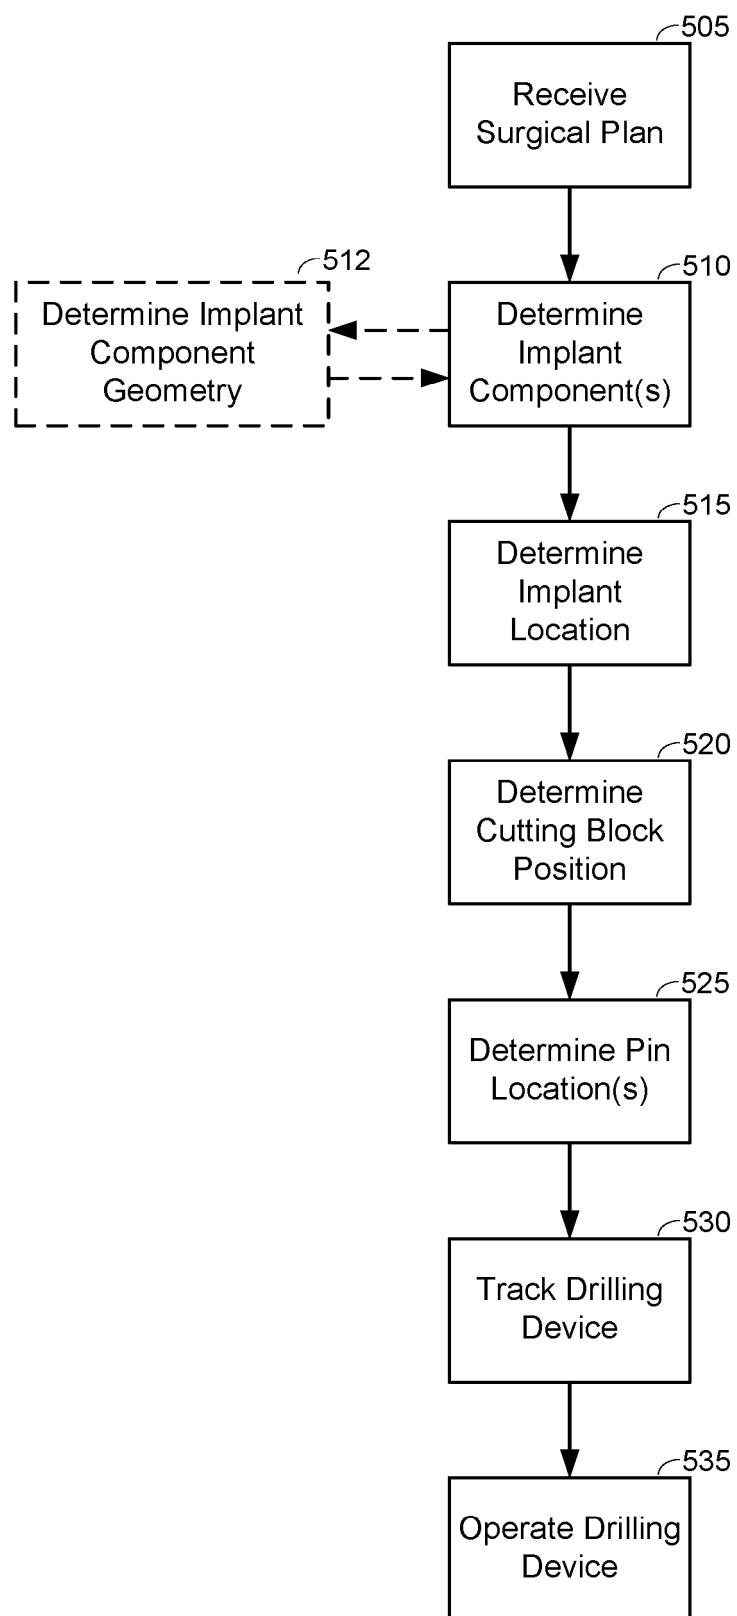 505
Receive
Surgical Plan
512
Determine Implant
Component
Geometry
510
Determine
Implant
Component(s)
515
Determine
Implant
Location
520
Determine
Cutting Block
Position
525
Determine Pin
Location(s)
530
Track Drilling
Device
535
Operate Drilling
Device